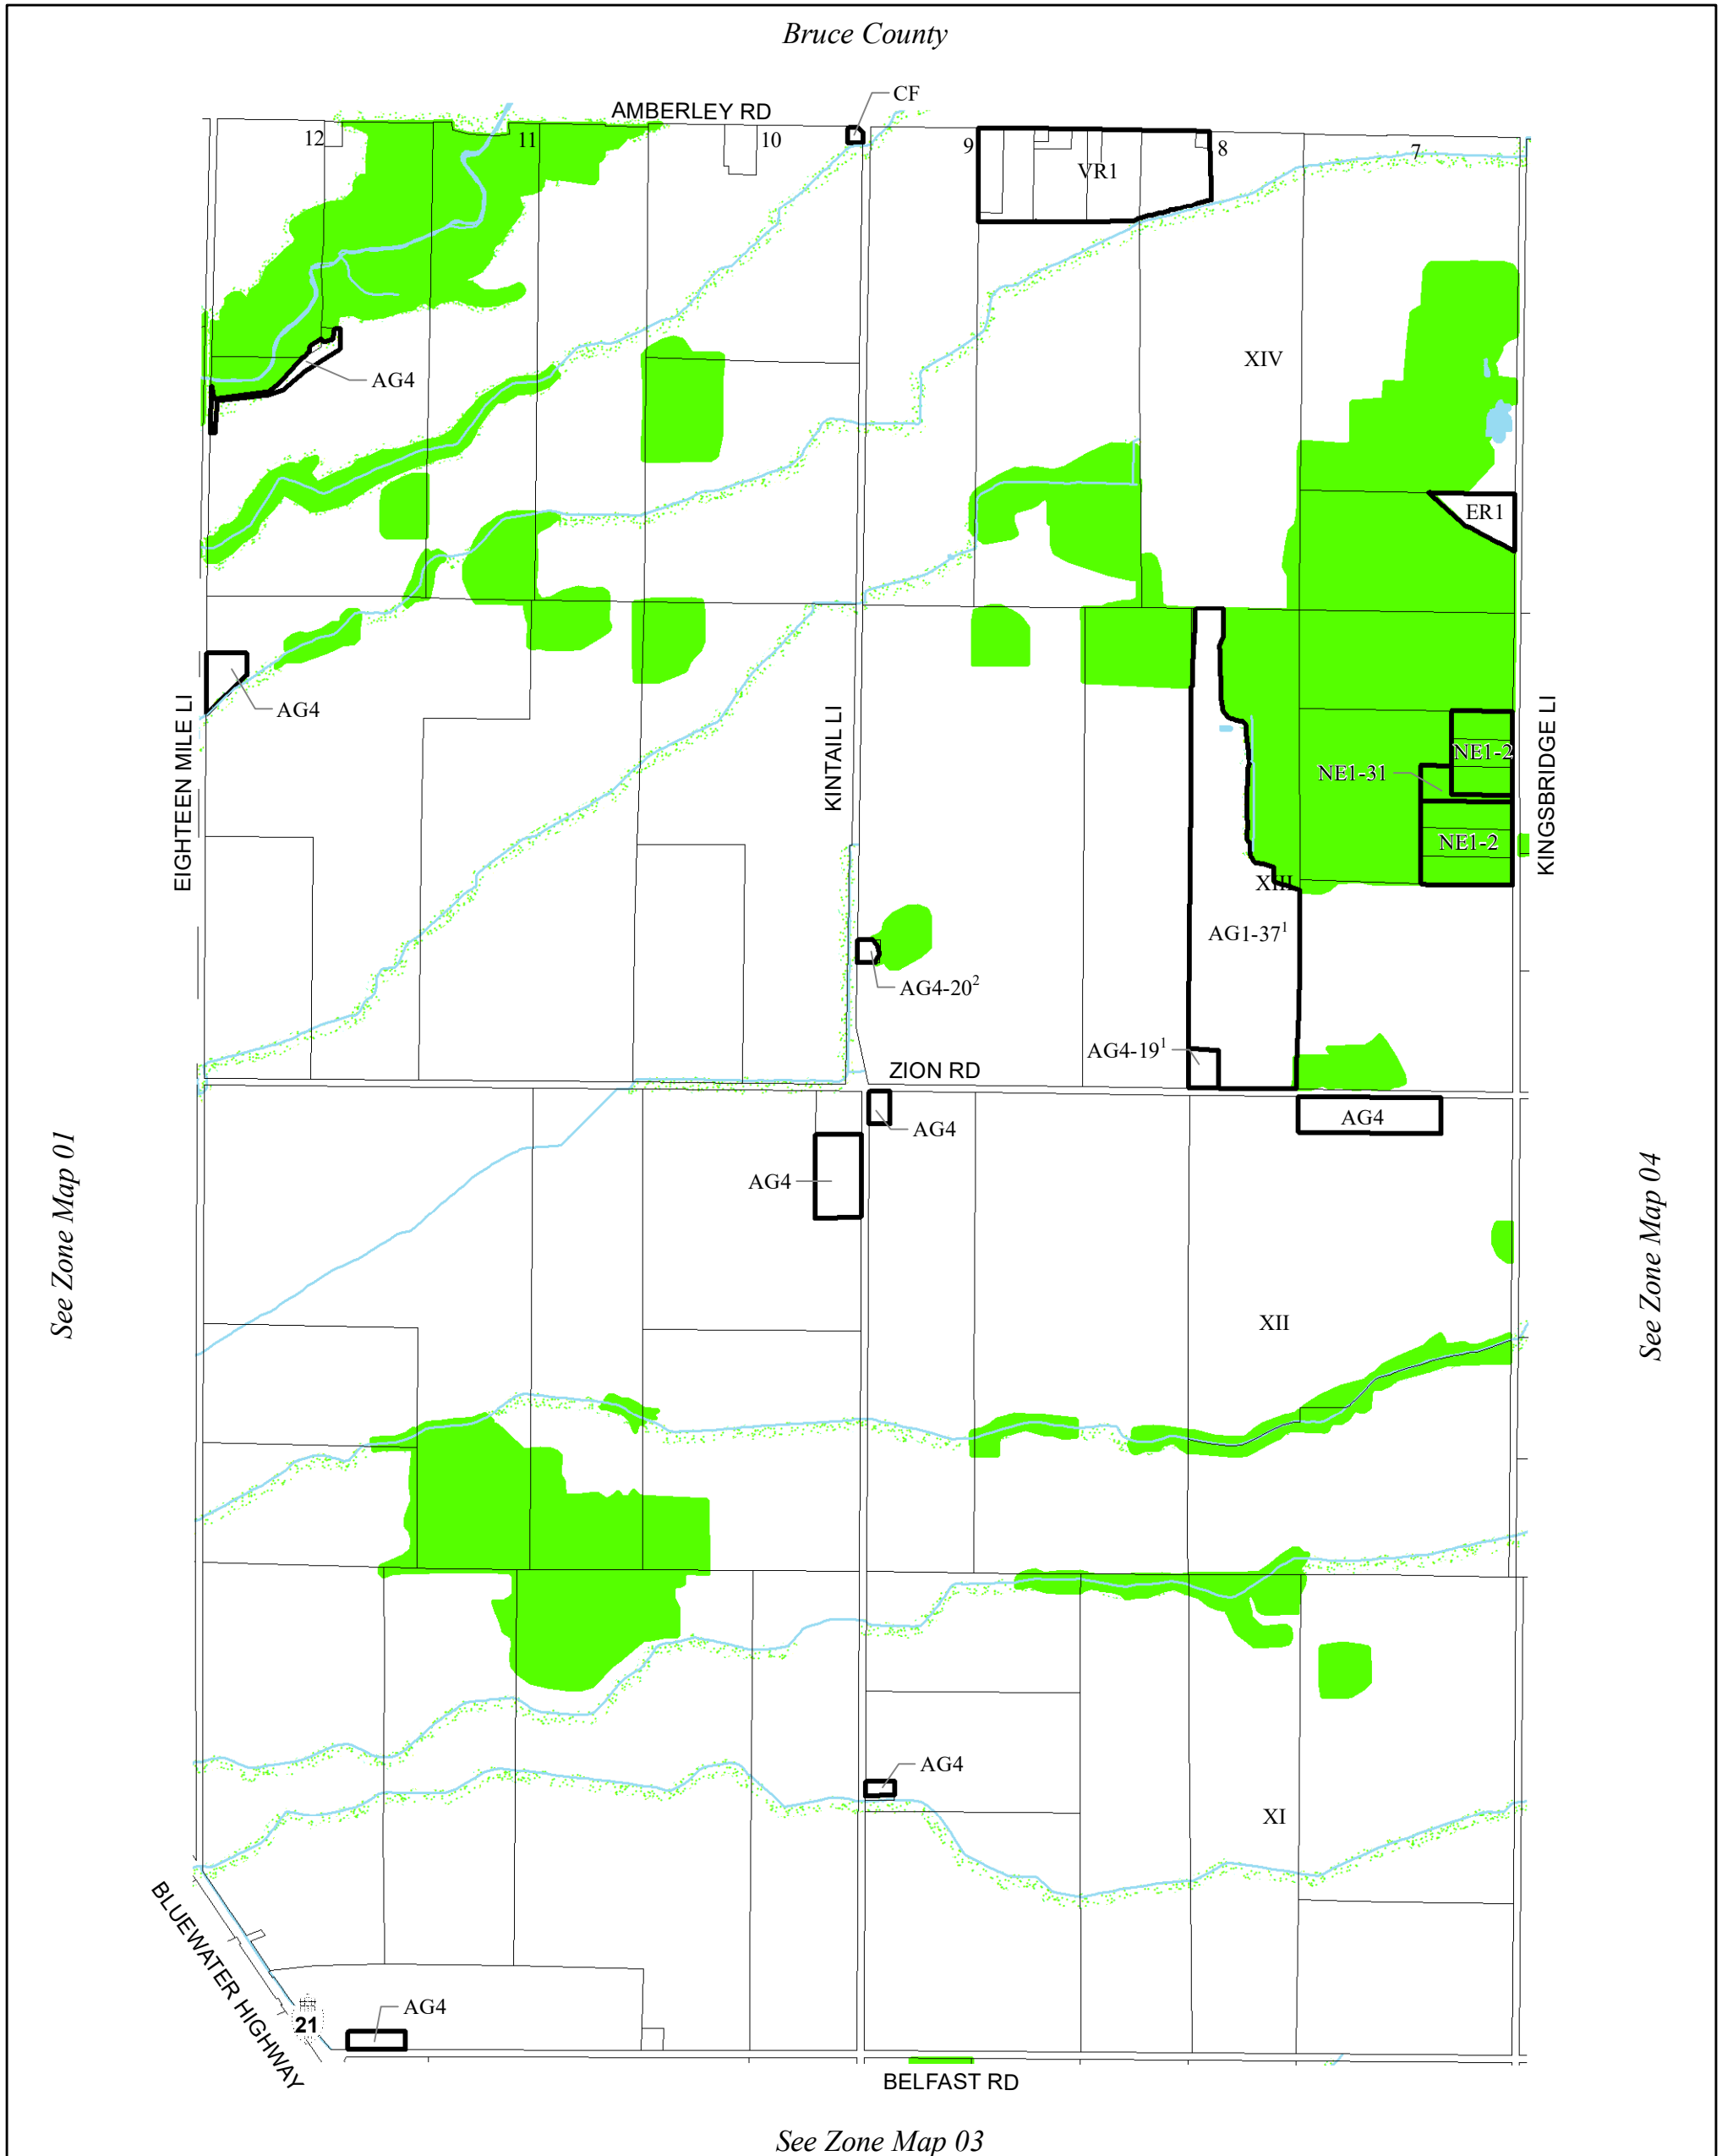 Bruce County
CF
AMBERLEY RD
12
11
10
9
8
7
VR1
XIV
AG4
ER1
AG4
EIGHTEEN MILE LI
KINTAIL LI
KINGSBRIDGE LI
NE1-2
NE1-31
NE1-2
XIII
AG1-37¹
AG4-20²
AG4-19¹
ZION RD
AG4
AG4
AG4
See Zone Map 01
See Zone Map 04
XII
AG4
XI
BLUEWATER HIGHWAY
21
AG4
BELFAST RD
See Zone Map 03